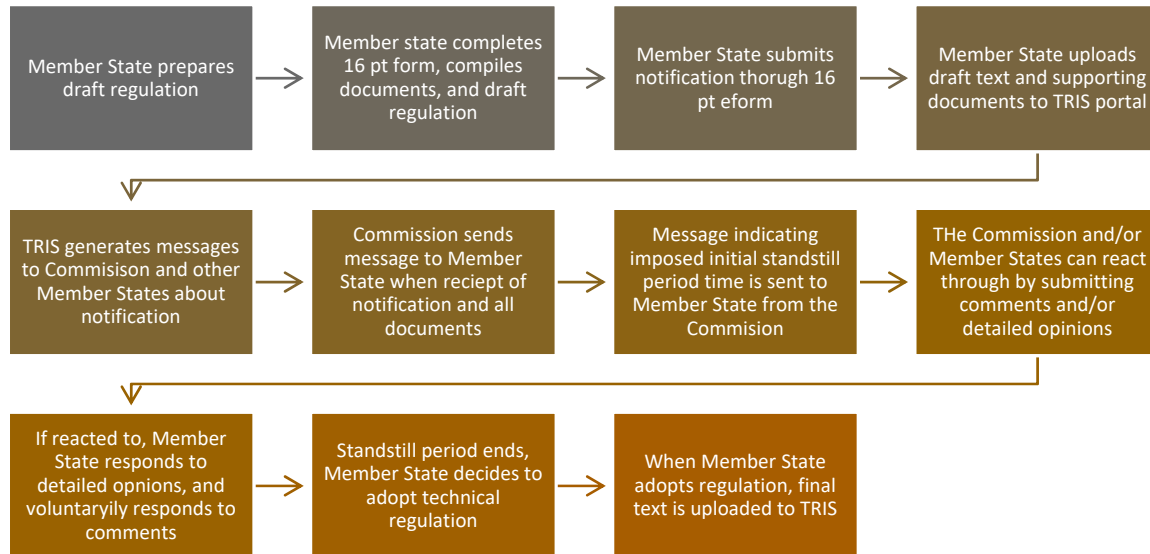 Member State prepares
draft regulation
Member state completes
16 pt form, compiles
documents, and draft
regulation
Member State submits
notification thorugh 16
pt eform
Member State uploads
draft text and supporting
documents to TRIS portal
TRIS generates messages
to Commisison and other
Member States about
notification
Commission sends
message to Member
State when reciept of
notification and all
documents
Message indicating
imposed initial standstill
period time is sent to
Member State from the
Commision
THe Commission and/or
Member States can react
through by submitting
comments and/or
detailed opinions
If reacted to, Member
State responds to
detailed opnions, and
voluntaryily responds to
comments
Standstill period ends,
Member State decides to
adopt technical
regulation
When Member State
adopts regulation, final
text is uploaded to TRIS